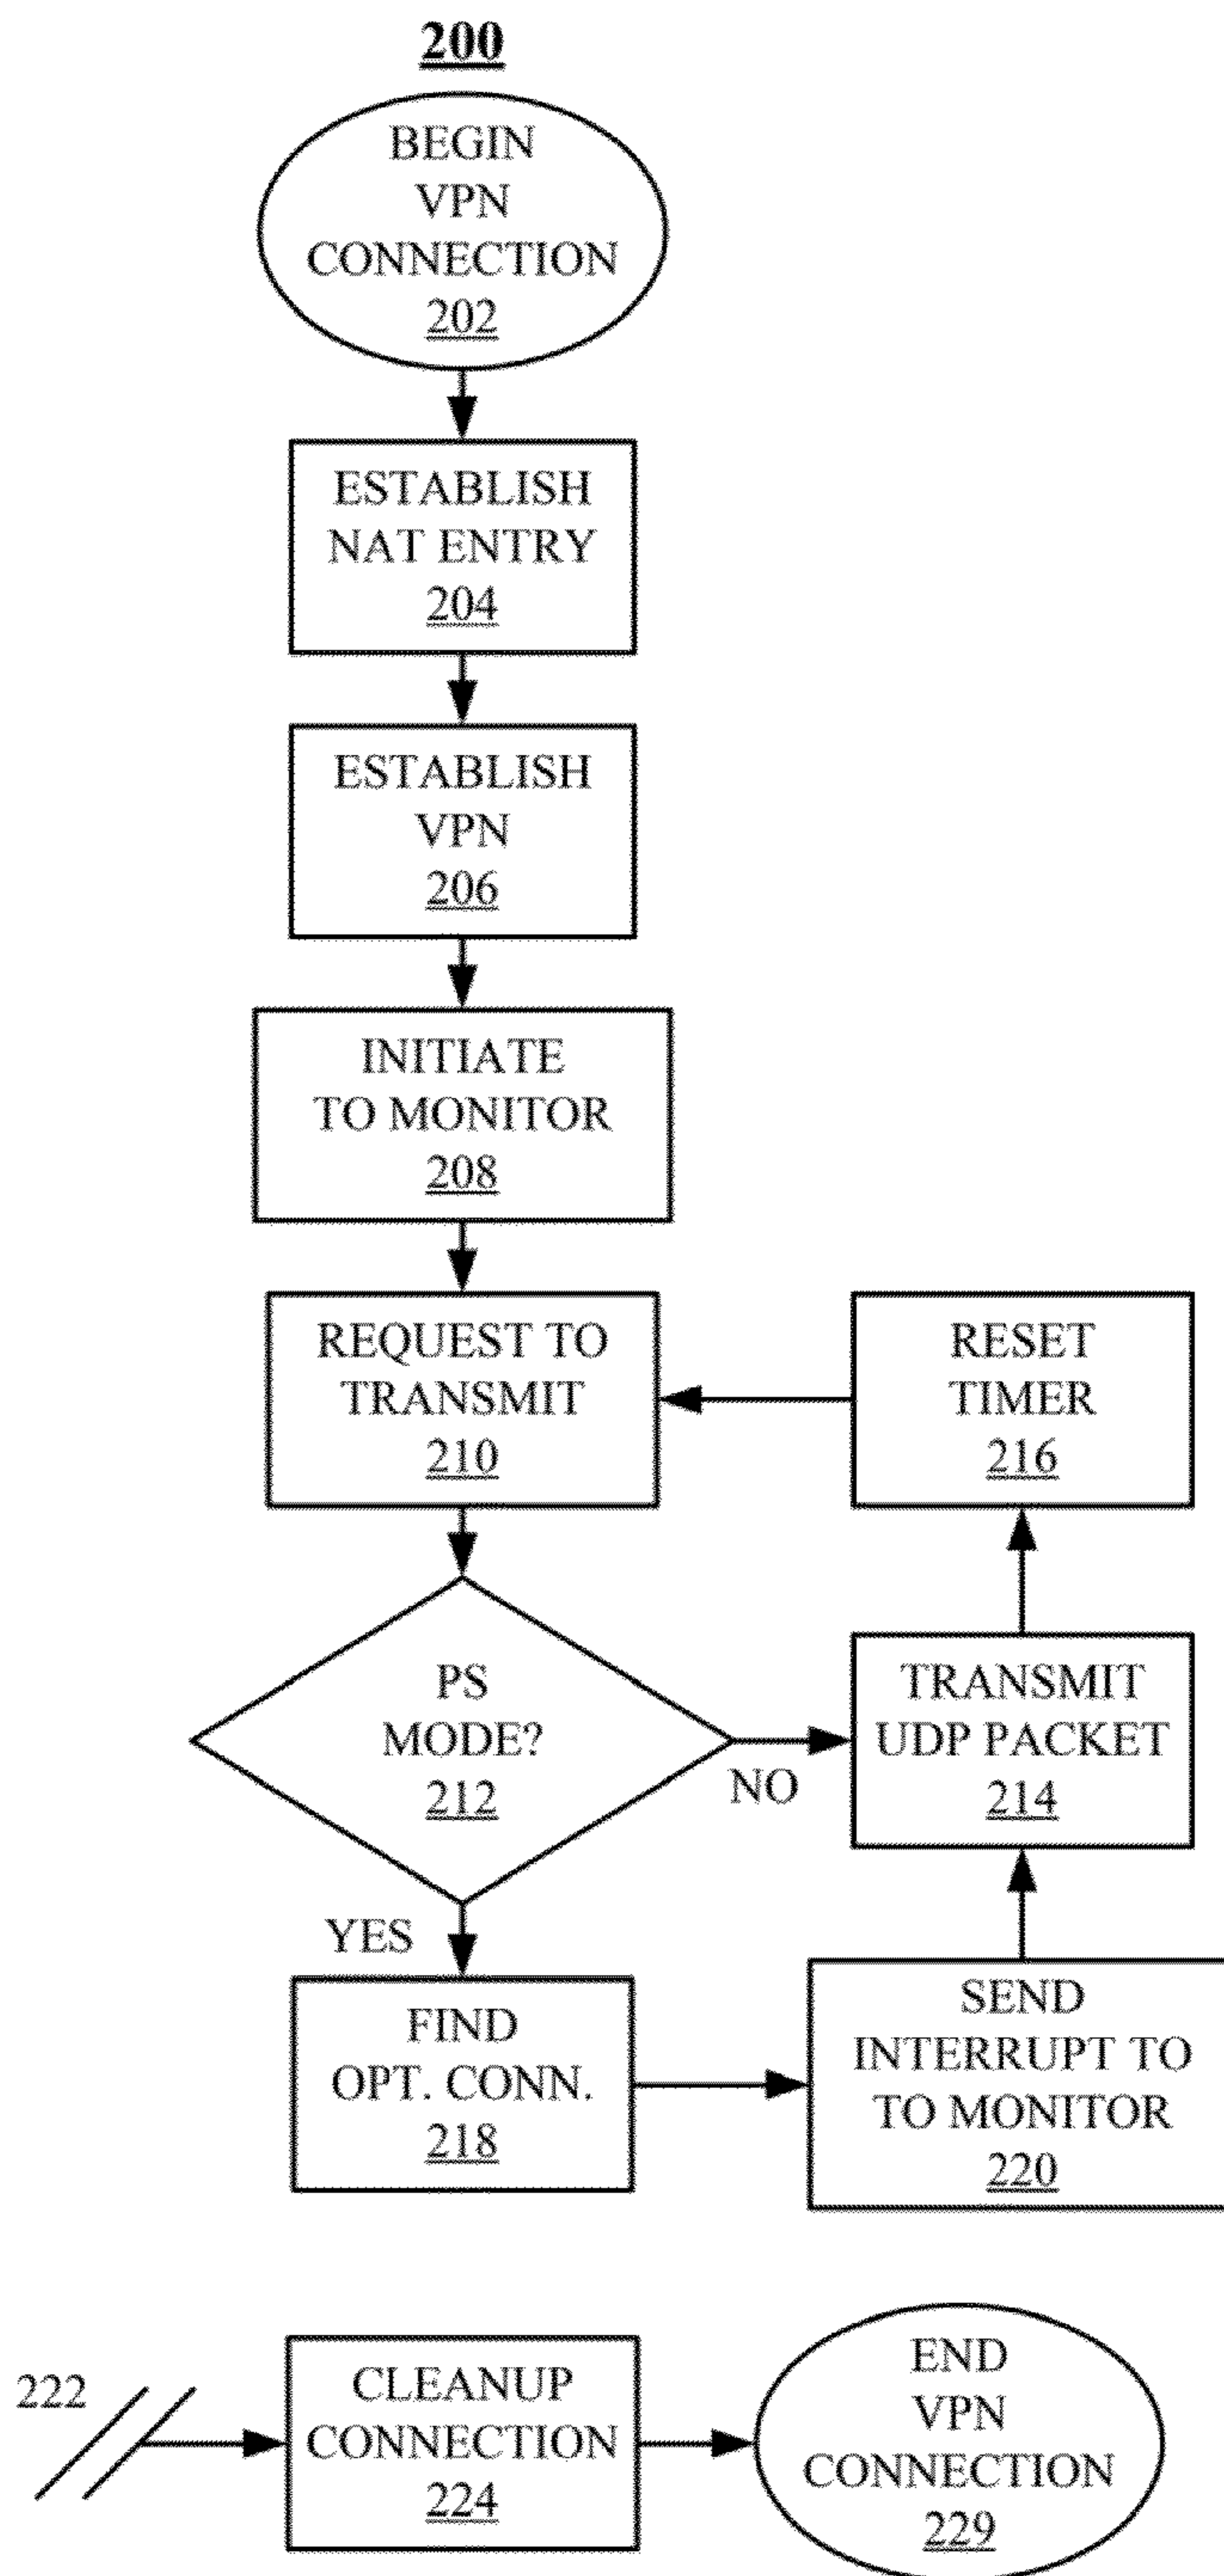 200
BEGIN
VPN
CONNECTION
202
ESTABLISH
NAT ENTRY
204
ESTABLISH
VPN
206
INITIATE
TO MONITOR
208
REQUEST TO
TRANSMIT
210
RESET
TIMER
216
PS
MODE?
212
NO
TRANSMIT
UDP PACKET
214
YES
FIND
OPT. CONN.
218
SEND
INTERRUPT TO
TO MONITOR
220
222
CLEANUP
CONNECTION
224
END
VPN
CONNECTION
229